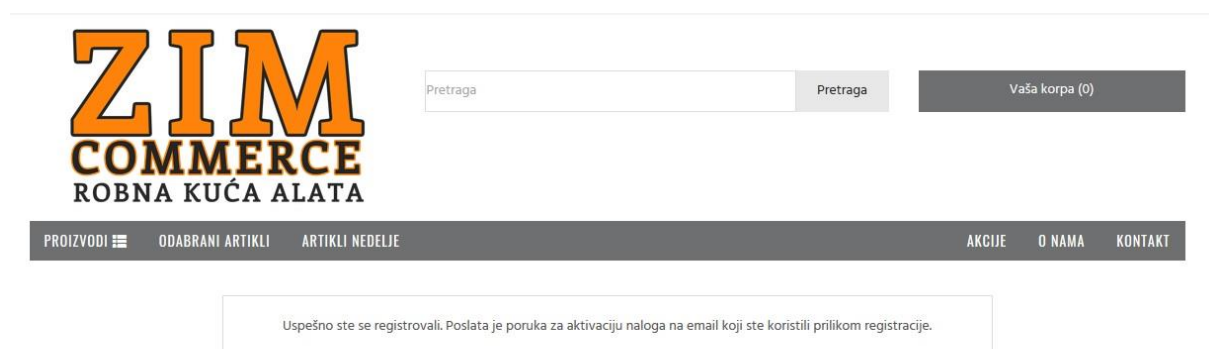 ZIM
COMMERCE
ROBNA KUĆA ALATA
Pretraga
Pretraga
Vaša korpa (0)
PROIZVODI ODABRANI ARTIKLI ARTIKLI NEDELJE AKCIJE O NAMA KONTAKT
Uspešno ste se registrovali. Poslata je poruka za aktivaciju naloga na email koji ste koristili prilikom registracije.